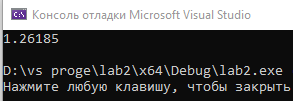 Консоль отладки Microsoft Visual Studio
1.26185
D:\vs proge\lab2\x64\Debug\lab2.exe
Нажмите любую клавишу, чтобы закрыть